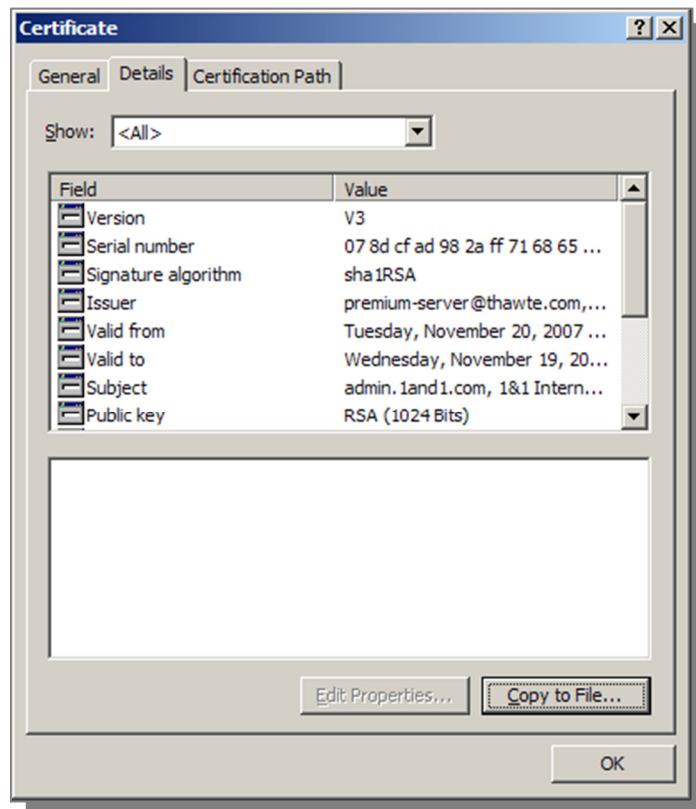 Certificate
General Details Certification Path
Show: <All>
Field Value
Version V3
Serial number 07 8d cf ad 98 2a ff 71 68 65 ...
Signature algorithm sha1RSA
Issuer premium-server@thawte.com,...
Valid from Tuesday, November 20, 2007 ...
Valid to Wednesday, November 19, 20...
Subject admin.1and1.com, 1&1 Intern...
Public key RSA (1024 Bits)
Edit Properties... Copy to File...
OK